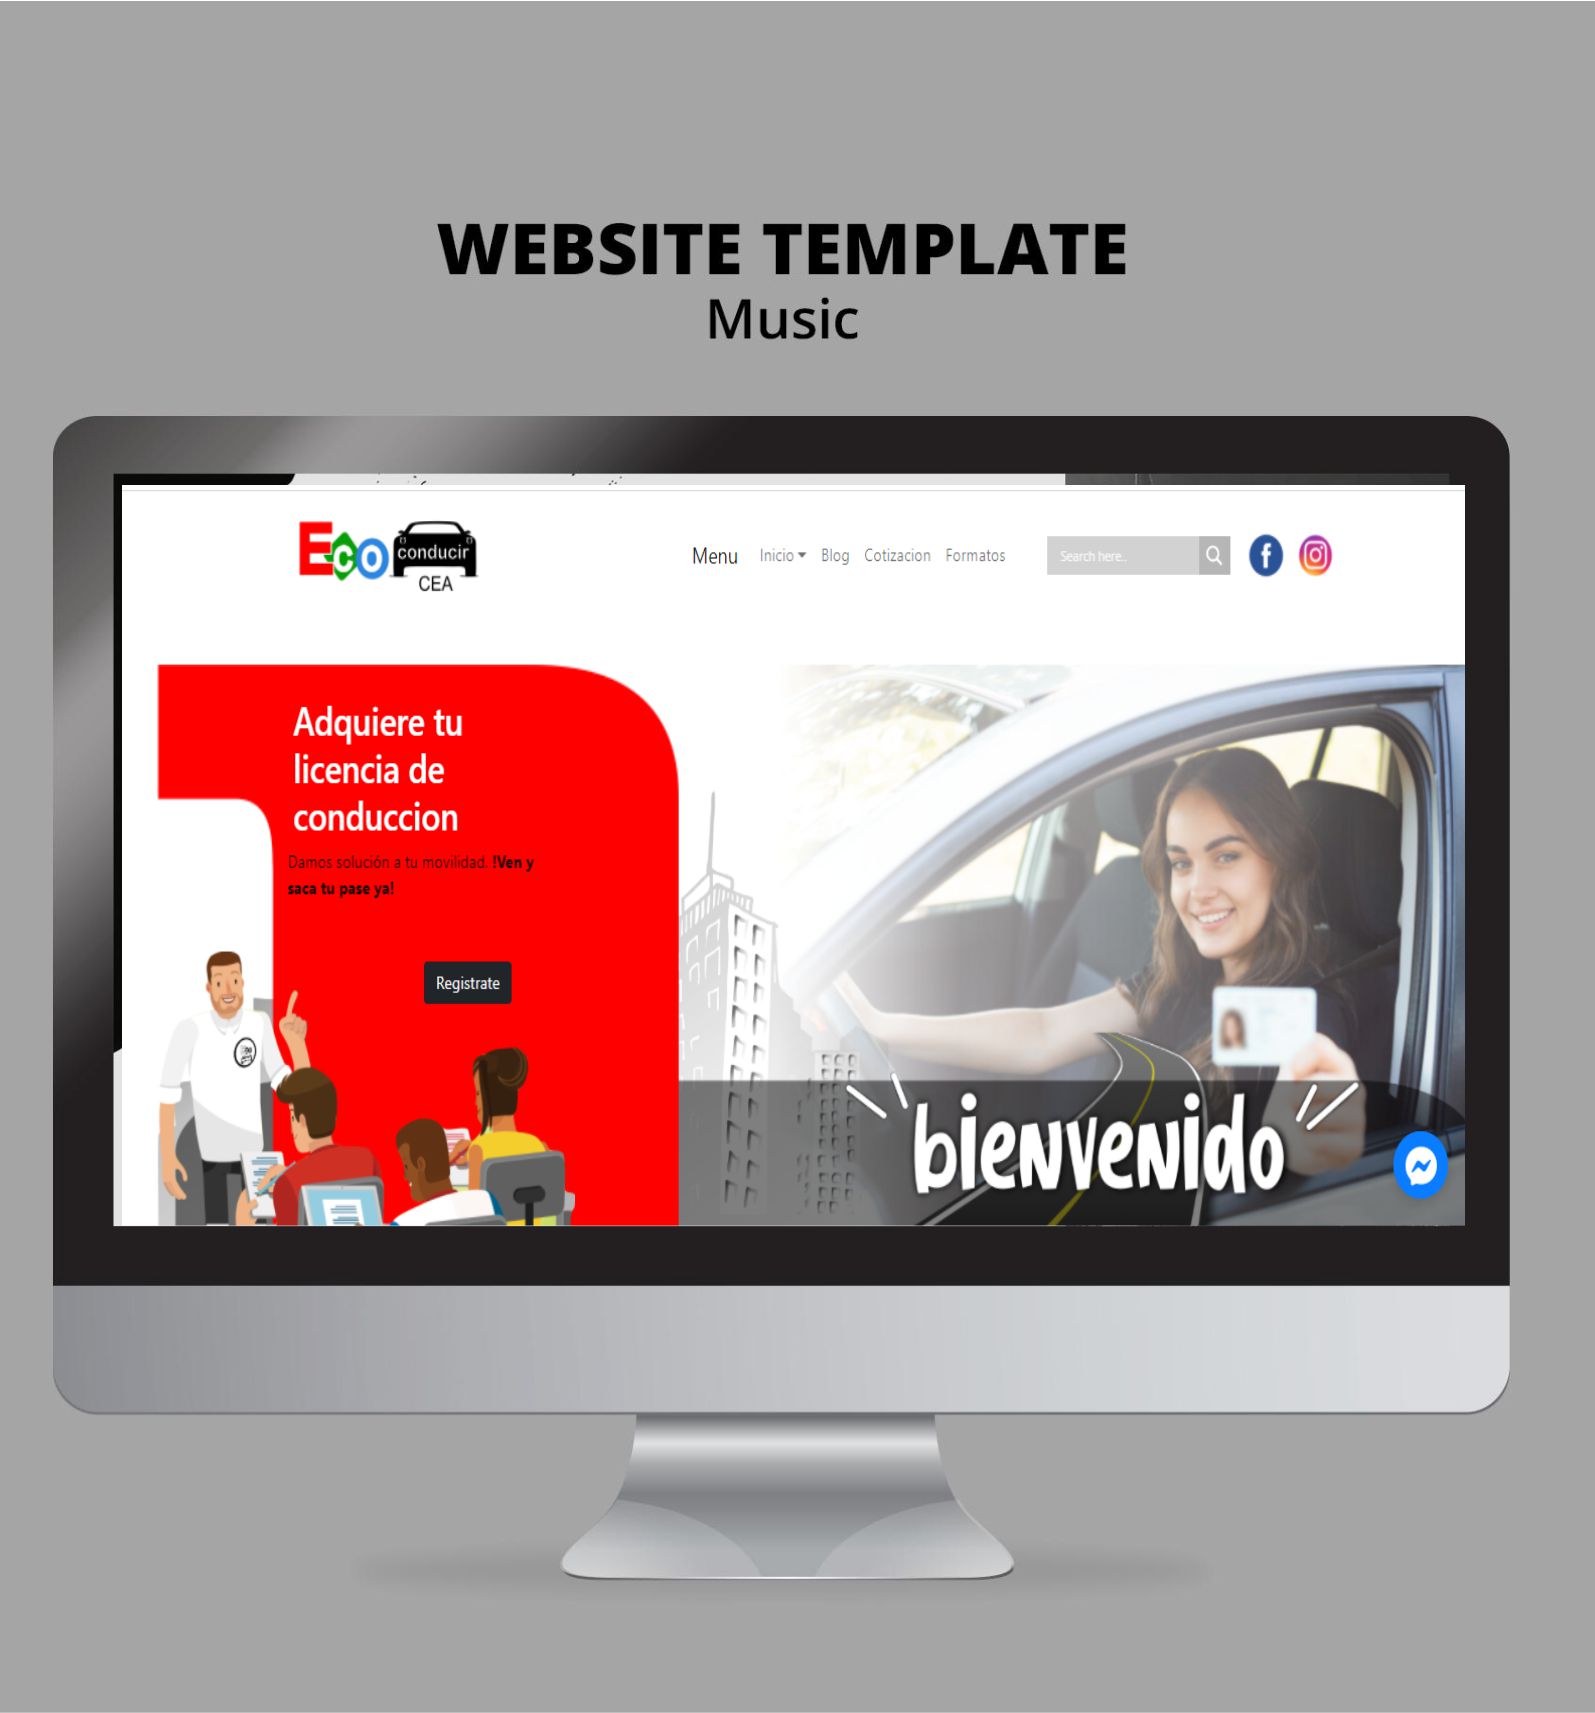 WEBSITE TEMPLATE
Music
Eco conducir
CEA
Menu Inicio Blog Cotizacion Formatos Search here..
Adquiere tu
licencia de
conduccion
Damos solución a tu movilidad. !Ven y
saca tu pase ya!
Registrate
bienvenido